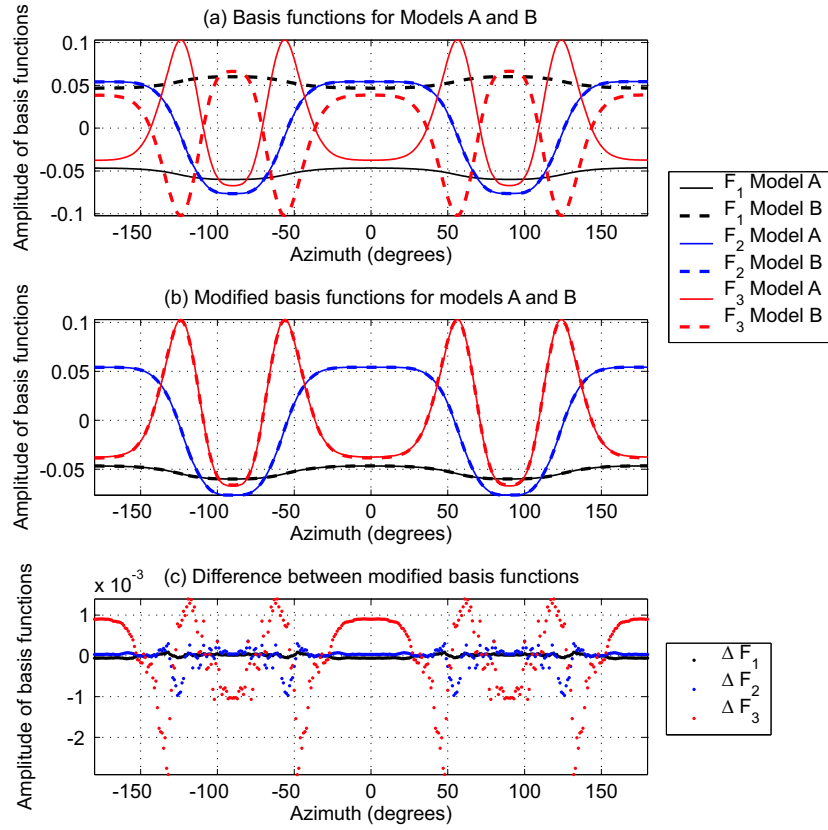 (a) Basis functions for Models A and B
Amplitude of basis functions
0.1
0.05
0
-0.05
-0.1
-150 -100 -50 0 50 100 150
Azimuth (degrees)
F1 Model A
F1 Model B
F2 Model A
F2 Model B
F3 Model A
F3 Model B
(b) Modified basis functions for models A and B
Amplitude of basis functions
0.1
0.05
0
-0.05
-150 -100 -50 0 50 100 150
Azimuth (degrees)
(c) Difference between modified basis functions
x 10-3
Amplitude of basis functions
1
0
-1
-2
-150 -100 -50 0 50 100 150
Azimuth (degrees)
Δ F1
Δ F2
Δ F3